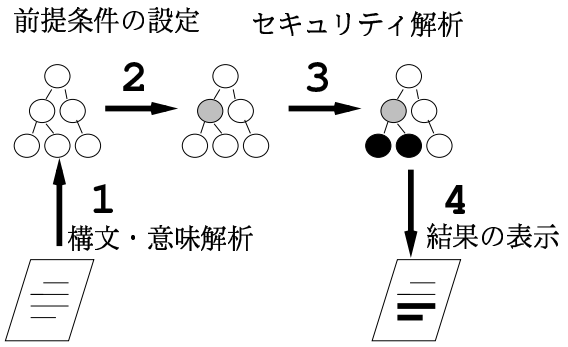 前提条件の設定
セキュリティ解析
2
3
1
構文・意味解析
4
結果の表示